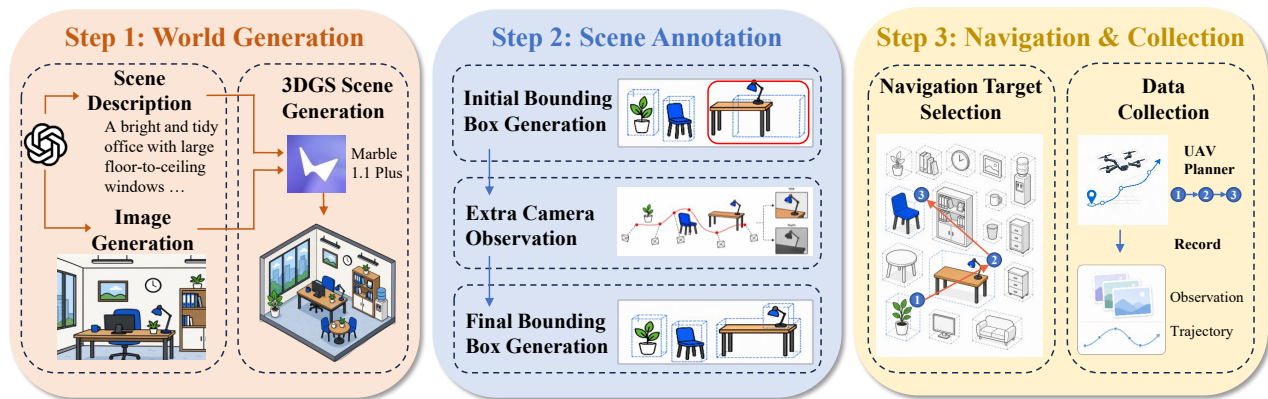 Step 1: World Generation
Scene
Description
A bright and tidy
office with large
floor-to-ceiling
windows ...
Image
Generation
3DGS Scene
Generation
Marble
1.1 Plus
Step 2: Scene Annotation
Initial Bounding
Box Generation
Extra Camera
Observation
Final Bounding
Box Generation
Step 3: Navigation & Collection
Navigation Target
Selection
3
2
1
Data
Collection
UAV
Planner
1 2 3
Record
Observation
Trajectory